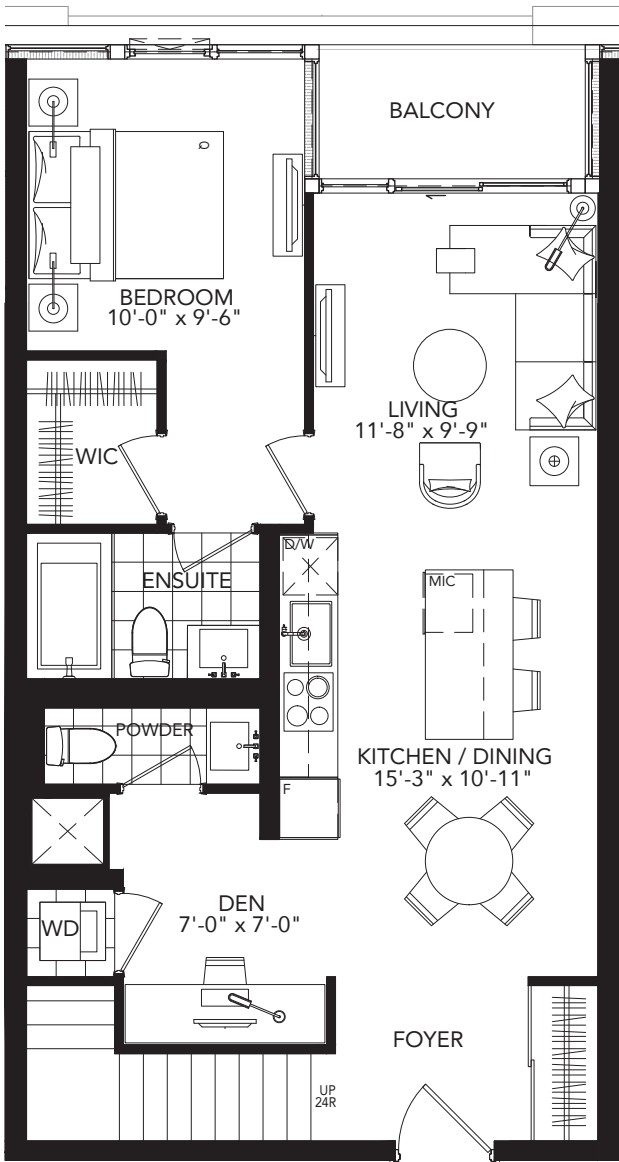 BALCONY
BEDROOM
10'-0" x 9'-6"
LIVING
11'-8" x 9'-9"
WIC
D/W
ENSUITE
MIC
POWDER
KITCHEN / DINING
15'-3" x 10'-11"
F
DEN
7'-0" x 7'-0"
WD
FOYER
UP
24R